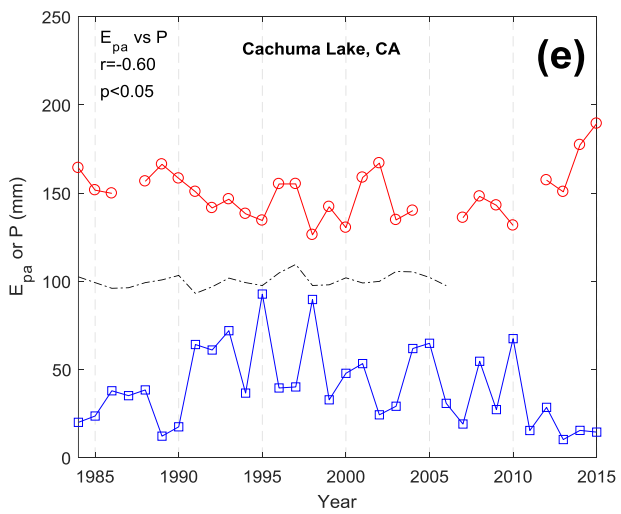 E_pa vs P
r=-0.60
p<0.05
Cachuma Lake, CA
(e)
250
200
150
100
50
0
E_pa or P (mm)
1985 1990 1995 2000 2005 2010 2015
Year